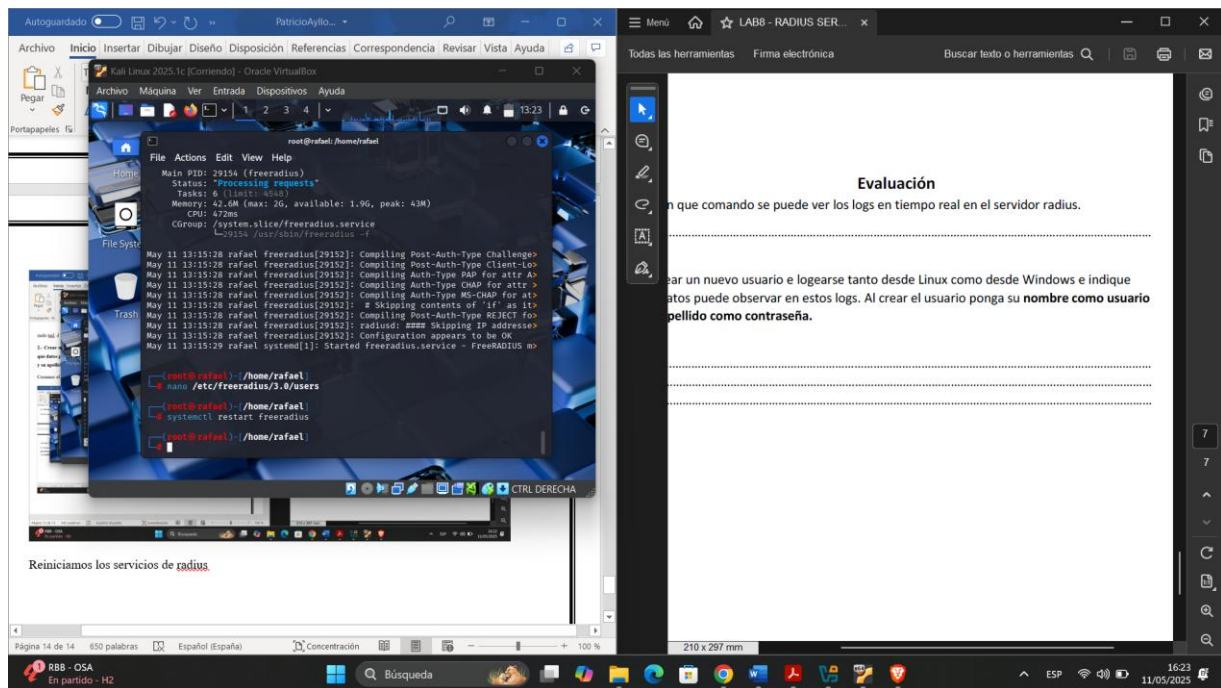 Autoguardado
PatricioAyllo...
Archivo Inicio Insertar Dibujar Diseño Disposición Referencias Correspondencia Revisar Vista Ayuda
Pegar
Portapapeles
Kali Linux 2025.1c [Corriendo] - Oracle VirtualBox
Archivo Máquina Ver Entrada Dispositivos Ayuda
1 2 3 4
13:23
root@rafael: /home/rafael
File Actions Edit View Help
Home
File Syste
Trash
Main PID: 29154 (freeradius)
Status: "Processing requests"
Tasks: 6 (limit: 4548)
Memory: 42.6M (max: 2G, available: 1.9G, peak: 43M)
CPU: 472ms
CGroup: /system.slice/freeradius.service
└─29154 /usr/sbin/freeradius -f
May 11 13:15:28 rafael freeradius[29152]: Compiling Post-Auth-Type Challenge>
May 11 13:15:28 rafael freeradius[29152]: Compiling Post-Auth-Type Client-Lo>
May 11 13:15:28 rafael freeradius[29152]: Compiling Auth-Type PAP for attr A>
May 11 13:15:28 rafael freeradius[29152]: Compiling Auth-Type CHAP for attr >
May 11 13:15:28 rafael freeradius[29152]: Compiling Auth-Type MS-CHAP for at>
May 11 13:15:28 rafael freeradius[29152]: # Skipping contents of 'if' as it>
May 11 13:15:28 rafael freeradius[29152]: Compiling Post-Auth-Type REJECT fo>
May 11 13:15:28 rafael freeradius[29152]: radiusd: #### Skipping IP addresse>
May 11 13:15:28 rafael freeradius[29152]: Configuration appears to be OK
May 11 13:15:29 rafael systemd[1]: Started freeradius.service - FreeRADIUS m>
┌──(root㉿rafael)-[/home/rafael]
└─# nano /etc/freeradius/3.0/users
┌──(root㉿rafael)-[/home/rafael]
└─# systemctl restart freeradius
┌──(root㉿rafael)-[/home/rafael]
└─#
CTRL DERECHA
Reiniciamos los servicios de radius
Página 14 de 14 650 palabras Español (España) Concentración 100 %
Menú LAB8 - RADIUS SER...
Todas las herramientas Firma electrónica Buscar texto o herramientas
Evaluación
n que comando se puede ver los logs en tiempo real en el servidor radius.
ear un nuevo usuario e logearse tanto desde Linux como desde Windows e indique
atos puede observar en estos logs. Al crear el usuario ponga su nombre como usuario
pellido como contraseña.
7
7
210 x 297 mm
RBB - OSA
En partido - H2
Búsqueda
ESP
16:23
11/05/2025